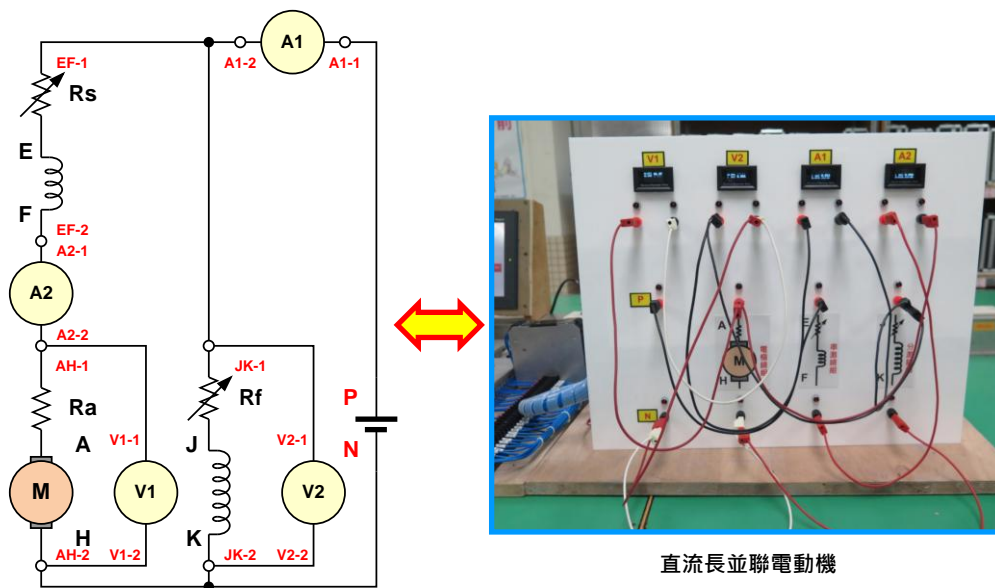 A1
A1-2
A1-1
EF-1
Rs
E
F
EF-2
A2-1
A2
A2-2
AH-1
Ra
A
V1-1
M
V1
H
AH-2
V1-2
JK-1
Rf
J
V2-1
V2
K
JK-2
V2-2
P
N
V1
V2
A1
A2
P
A
M
H
E
F
K
N
直流長並聯電動機